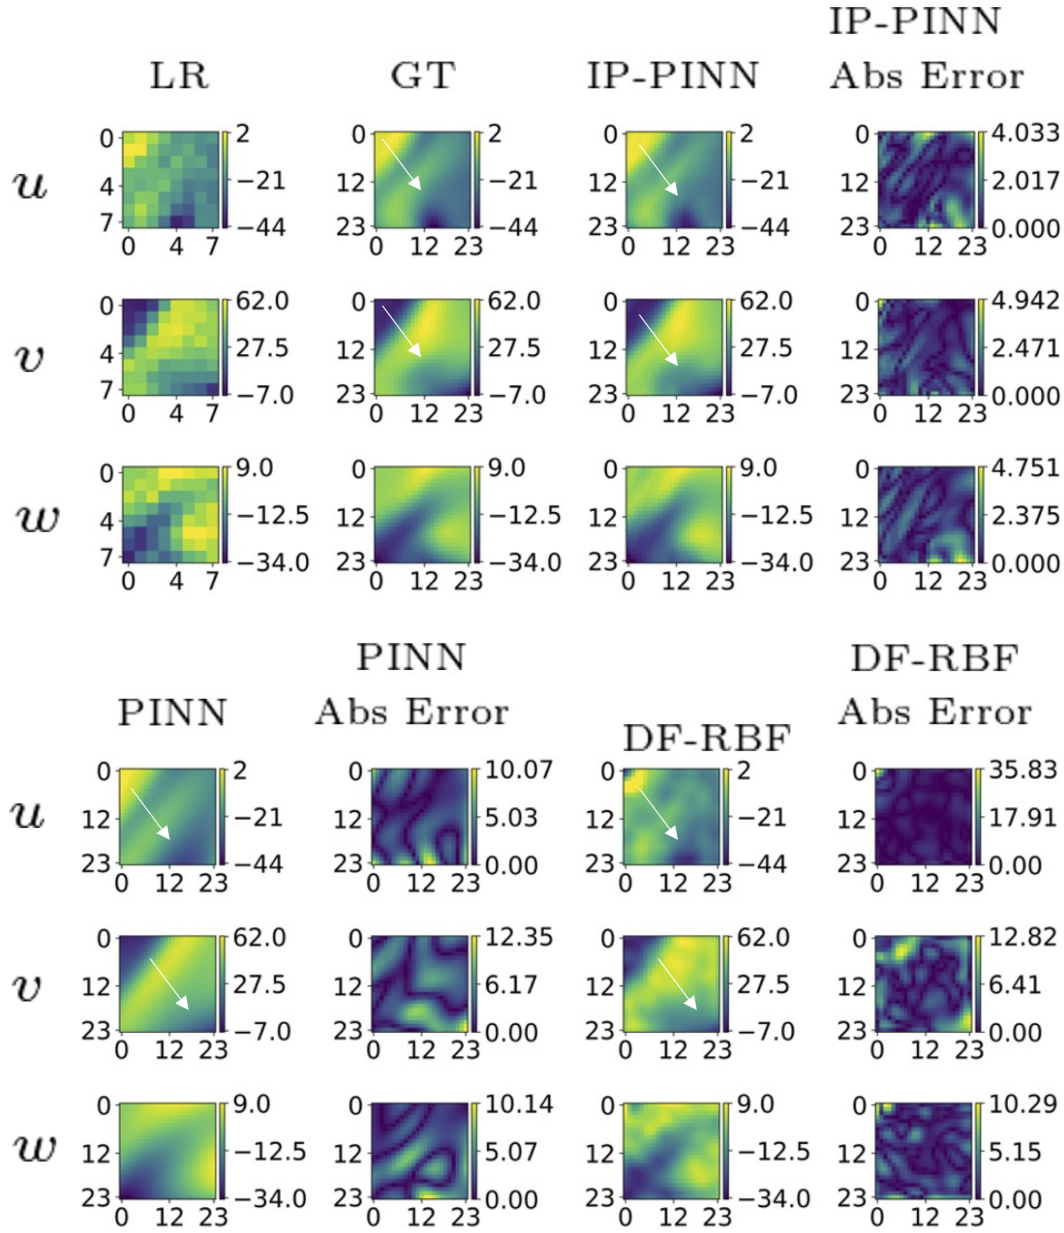 IP-PINN
LR GT IP-PINN Abs Error
u
0 4 7 0 4 7 2 −21 −44
0 12 23 0 12 23 2 −21 −44
0 12 23 0 12 23 2 −21 −44
0 12 23 0 12 23 4.033 2.017 0.000
v
0 4 7 0 4 7 62.0 27.5 −7.0
0 12 23 0 12 23 62.0 27.5 −7.0
0 12 23 0 12 23 62.0 27.5 −7.0
0 12 23 0 12 23 4.942 2.471 0.000
w
0 4 7 0 4 7 9.0 −12.5 −34.0
0 12 23 0 12 23 9.0 −12.5 −34.0
0 12 23 0 12 23 9.0 −12.5 −34.0
0 12 23 0 12 23 4.751 2.375 0.000
PINN DF-RBF
PINN Abs Error DF-RBF Abs Error
u
0 12 23 0 12 23 2 −21 −44
0 12 23 0 12 23 10.07 5.03 0.00
0 12 23 0 12 23 2 −21 −44
0 12 23 0 12 23 35.83 17.91 0.00
v
0 12 23 0 12 23 62.0 27.5 −7.0
0 12 23 0 12 23 12.35 6.17 0.00
0 12 23 0 12 23 62.0 27.5 −7.0
0 12 23 0 12 23 12.82 6.41 0.00
w
0 12 23 0 12 23 9.0 −12.5 −34.0
0 12 23 0 12 23 10.14 5.07 0.00
0 12 23 0 12 23 9.0 −12.5 −34.0
0 12 23 0 12 23 10.29 5.15 0.00